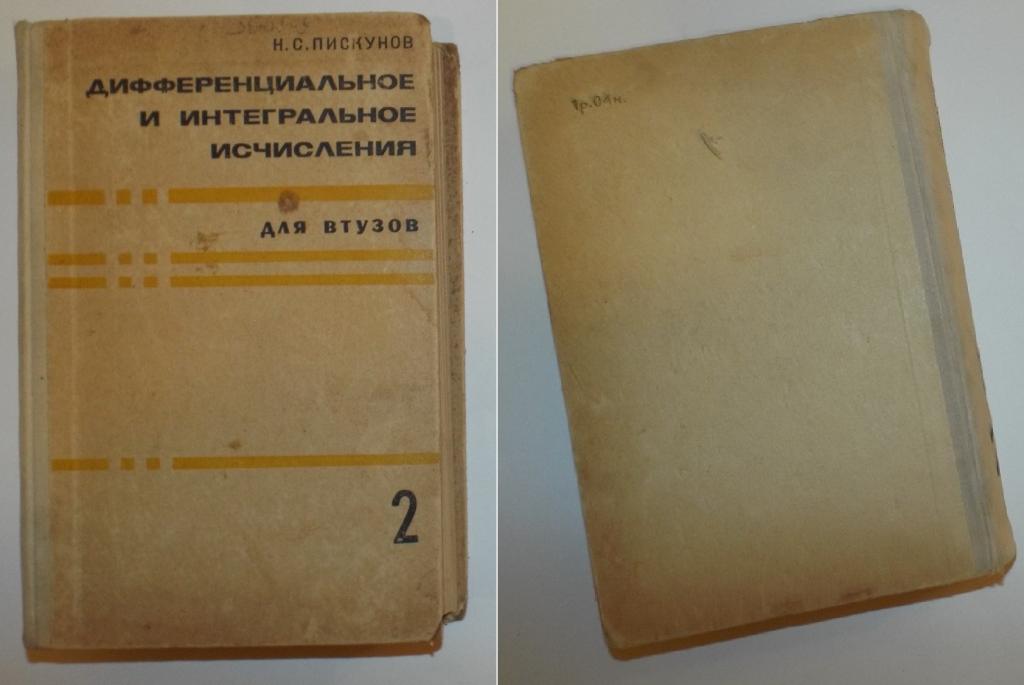 Н.С.ПИСКУНОВ
ДИФФЕРЕНЦИАЛЬНОЕ
И ИНТЕГРАЛЬНОЕ
ИСЧИСЛЕНИЯ
ДЛЯ ВТУЗОВ
2